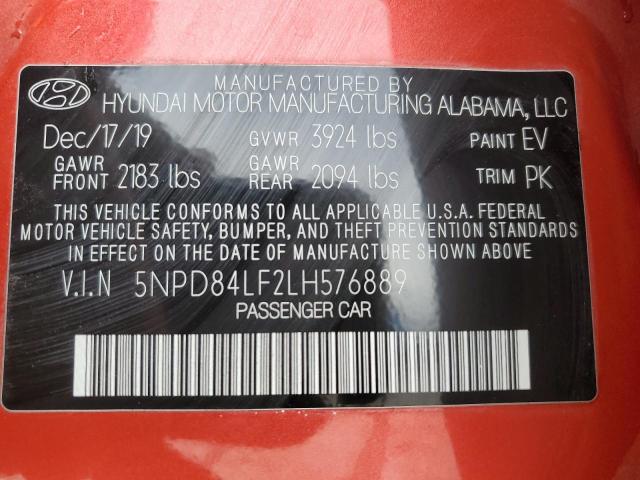 MANUFACTURED BY
HYUNDAI MOTOR MANUFACTURING ALABAMA, LLC
Dec/17/19 GVWR 3924 lbs PAINT EV
GAWR FRONT 2183 lbs GAWR REAR 2094 lbs TRIM PK
THIS VEHICLE CONFORMS TO ALL APPLICABLE U.S.A. FEDERAL
MOTOR VEHICLE SAFETY, BUMPER, AND THEFT PREVENTION STANDARDS
IN EFFECT ON THE DATE OF MANUFACTURE SHOWN ABOVE.
V.I.N 5NPD84LF2LH576889
PASSENGER CAR